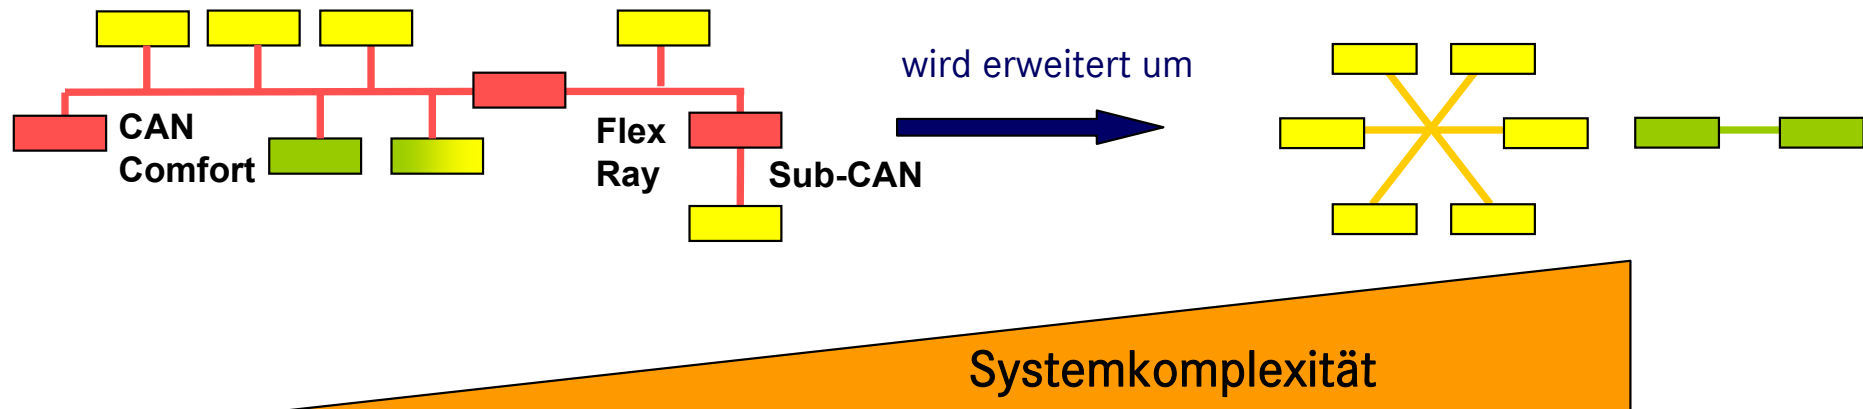 CAN
Comfort
Flex
Ray
Sub-CAN
wird erweitert um
Systemkomplexität